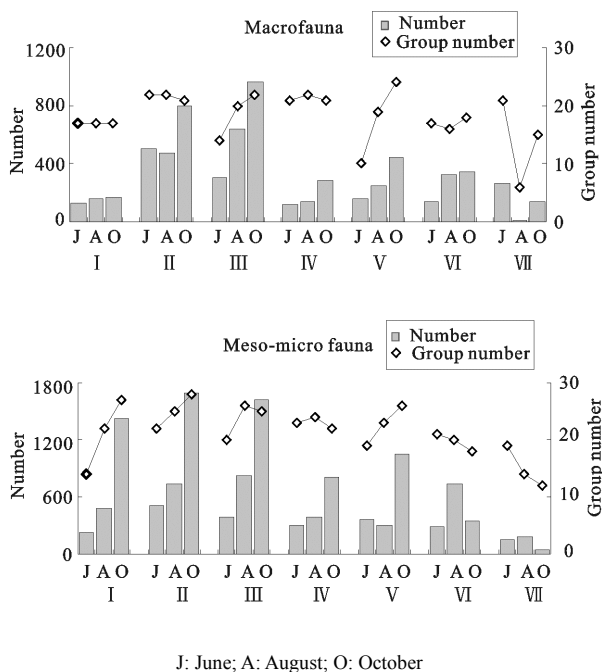 Macrofauna
Number
Group number
1200
800
400
0
30
20
10
0
Number
Group number
J A O J A O J A O J A O J A O J A O J A O
Ⅰ Ⅱ Ⅲ Ⅳ Ⅴ Ⅵ Ⅶ
Meso-micro fauna
Number
Group number
1800
1200
600
0
30
20
10
0
Number
Group number
J A O J A O J A O J A O J A O J A O J A O
Ⅰ Ⅱ Ⅲ Ⅳ Ⅴ Ⅵ Ⅶ
J: June; A: August; O: October